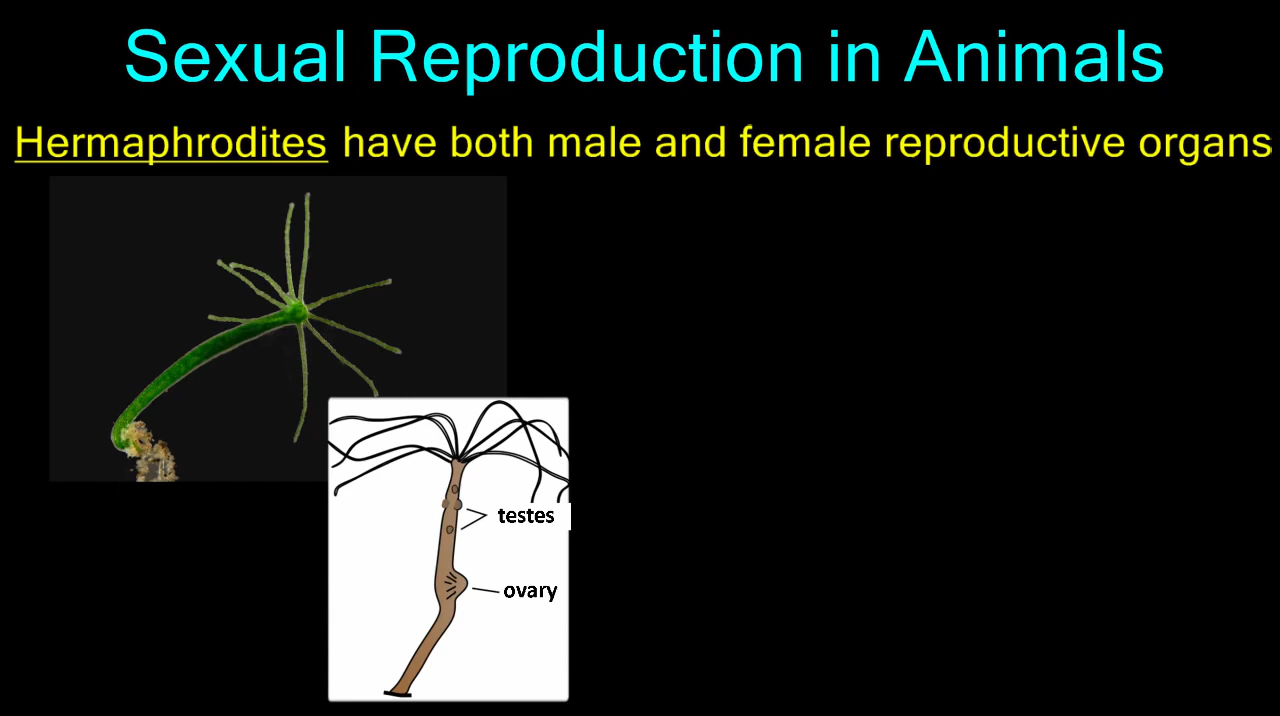 Sexual Reproduction in Animals
Hermaphrodites have both male and female reproductive organs
testes
ovary